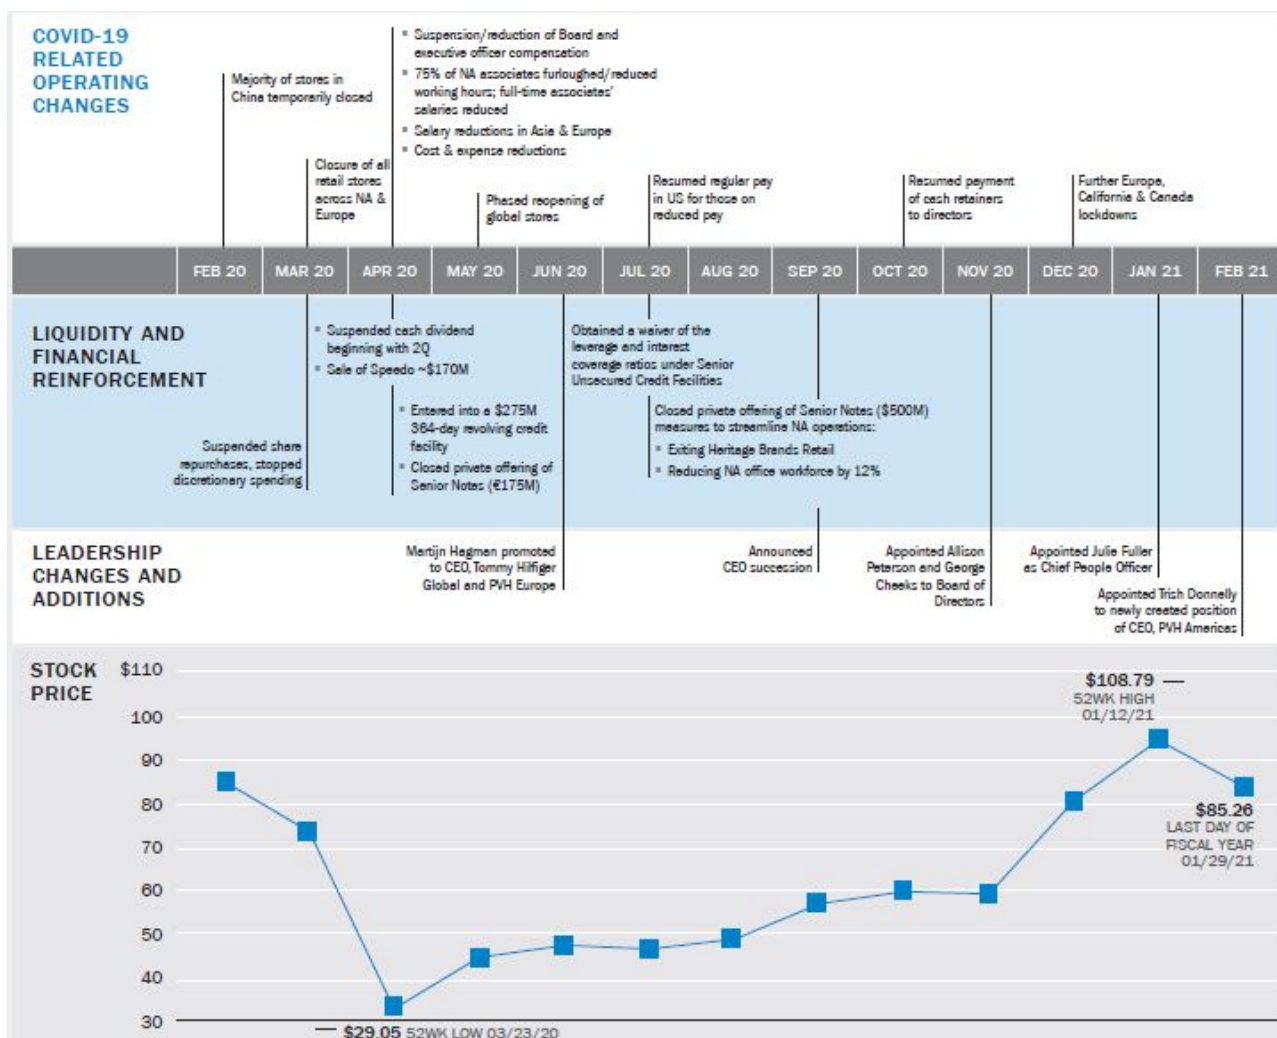 COVID-19
RELATED
OPERATING
CHANGES
Majority of stores in
China temporarily closed
Closure of all
retail stores
across NA &
Europe
▪ Suspension/reduction of Board and
executive officer compensation
▪ 75% of NA associates furloughed/reduced
working hours; full-time associates'
salaries reduced
▪ Salary reductions in Asia & Europe
▪ Cost & expense reductions
Phased reopening of
global stores
Resumed regular pay
in US for those on
reduced pay
Resumed payment
of cash retainers
to directors
Further Europe,
California & Canada
lockdowns
FEB 20 MAR 20 APR 20 MAY 20 JUN 20 JUL 20 AUG 20 SEP 20 OCT 20 NOV 20 DEC 20 JAN 21 FEB 21
LIQUIDITY AND
FINANCIAL
REINFORCEMENT
Suspended share
repurchases, stopped
discretionary spending
▪ Suspended cash dividend
beginning with 2Q
▪ Sale of Speedo ~$170M
▪ Entered into a $275M
364-day revolving credit
facility
▪ Closed private offering of
Senior Notes (€175M)
Obtained a waiver of the
leverage and interest
coverage ratios under Senior
Unsecured Credit Facilities
Closed private offering of Senior Notes ($500M)
measures to streamline NA operations:
▪ Exiting Heritage Brands Retail
▪ Reducing NA office workforce by 12%
LEADERSHIP
CHANGES AND
ADDITIONS
Martijn Hagman promoted
to CEO, Tommy Hilfiger
Global and PVH Europe
Announced
CEO succession
Appointed Allison
Peterson and George
Cheeks to Board of
Directors
Appointed Julie Fuller
as Chief People Officer
Appointed Trish Donnelly
to newly created position
of CEO, PVH Americas
STOCK
PRICE
$110
100
90
80
70
60
50
40
30
$108.79
52WK HIGH
01/12/21
$85.26
LAST DAY OF
FISCAL YEAR
01/29/21
$29.05 52WK LOW 03/23/20